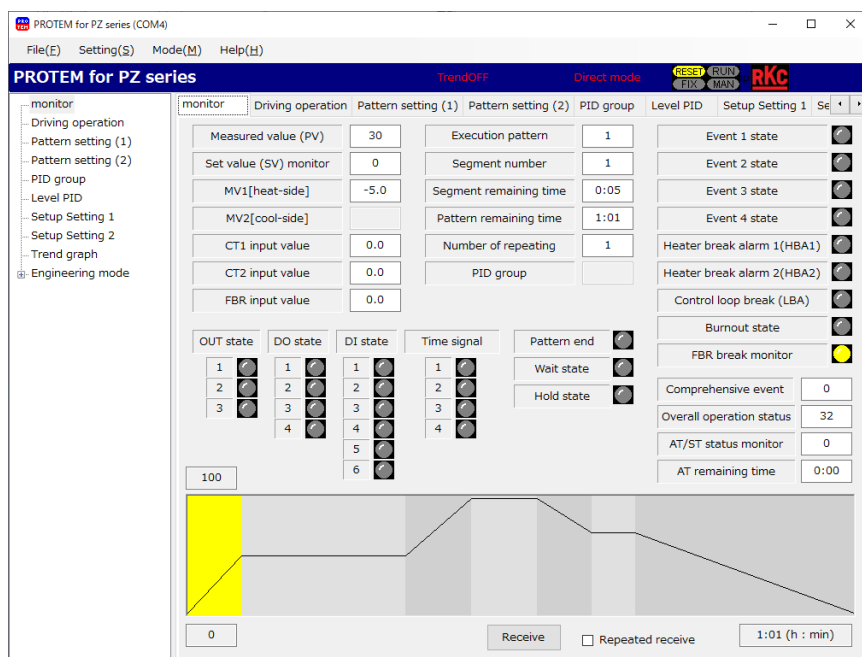 PROTEM for PZ series (COM4)
File(F) Setting(S) Mode(M) Help(H)
PROTEM for PZ series TrendOFF Direct mode RESET RUN FIX MAN RKC
monitor
Driving operation
Pattern setting (1)
Pattern setting (2)
PID group
Level PID
Setup Setting 1
Setup Setting 2
Trend graph
Engineering mode
monitor Driving operation Pattern setting (1) Pattern setting (2) PID group Level PID Setup Setting 1 Se
Measured value (PV) 30
Set value (SV) monitor 0
MV1[heat-side] -5.0
MV2[cool-side]
CT1 input value 0.0
CT2 input value 0.0
FBR input value 0.0
Execution pattern 1
Segment number 1
Segment remaining time 0:05
Pattern remaining time 1:01
Number of repeating 1
PID group
Event 1 state
Event 2 state
Event 3 state
Event 4 state
Heater break alarm 1(HBA1)
Heater break alarm 2(HBA2)
Control loop break (LBA)
Burnout state
FBR break monitor
OUT state
1
2
3
DO state
1
2
3
4
DI state
1
2
3
4
5
6
Time signal
1
2
3
4
Pattern end
Wait state
Hold state
Comprehensive event 0
Overall operation status 32
AT/ST status monitor 0
AT remaining time 0:00
100
0
Receive
Repeated receive
1:01 (h : min)
PRO
TEM